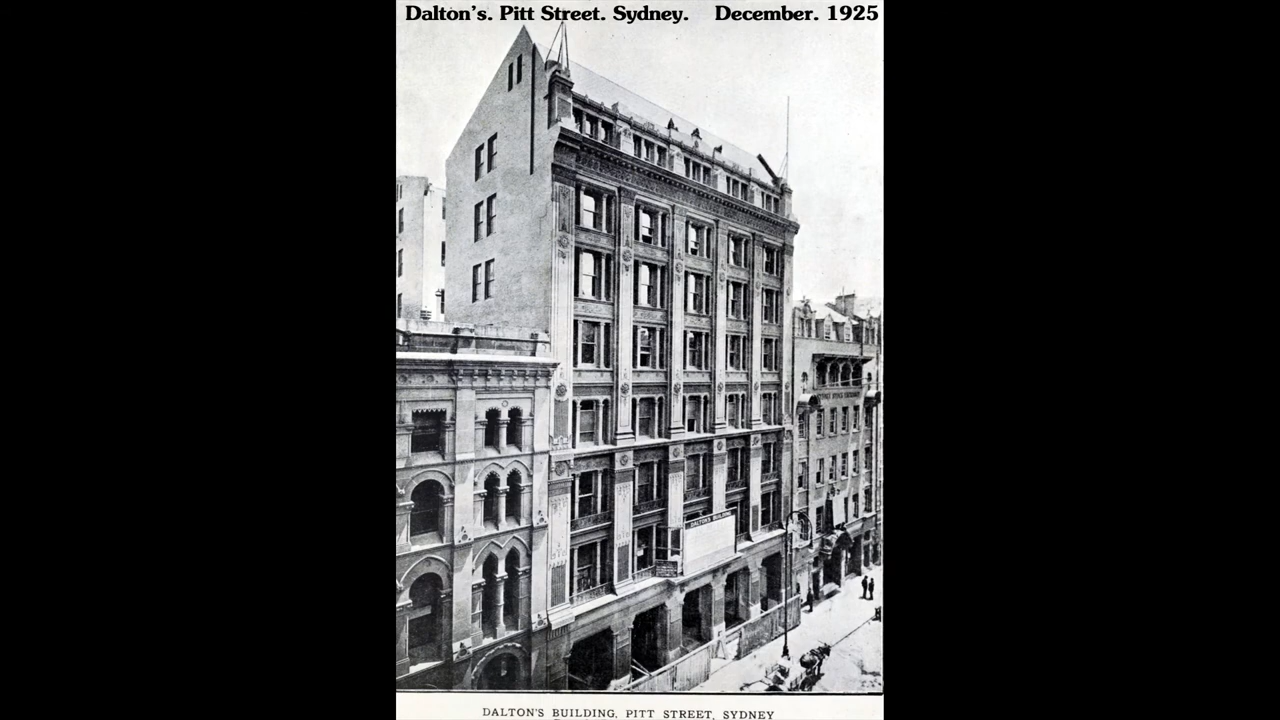 Dalton's. Pitt Street. Sydney. December. 1925
DALTON'S BUILDING
DALTON'S BUILDING, PITT STREET, SYDNEY